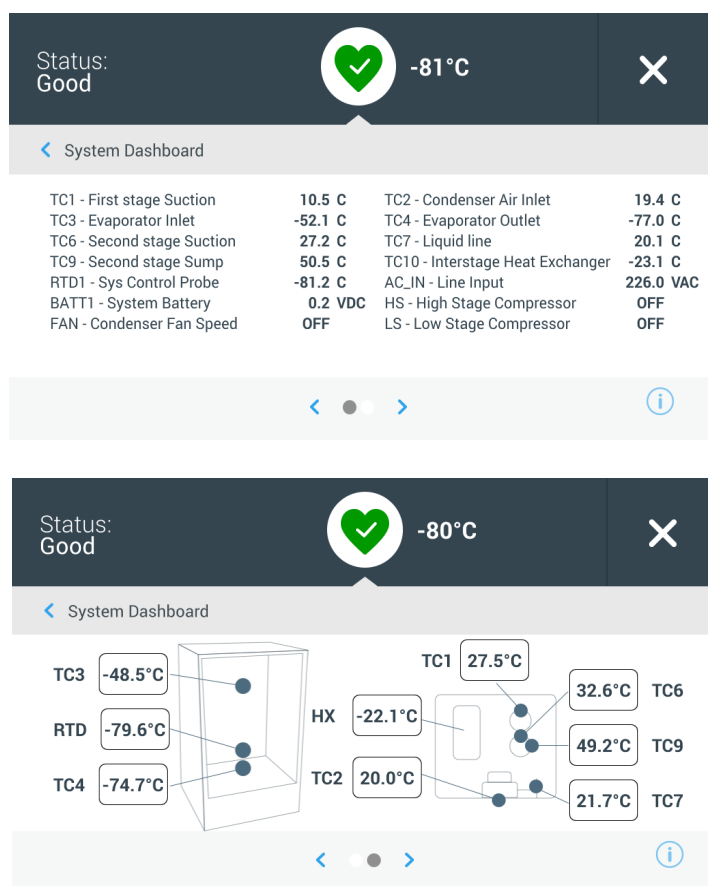 Status:
Good
-81°C
System Dashboard
TC1 - First stage Suction 10.5 C TC2 - Condenser Air Inlet 19.4 C
TC3 - Evaporator Inlet -52.1 C TC4 - Evaporator Outlet -77.0 C
TC6 - Second stage Suction 27.2 C TC7 - Liquid line 20.1 C
TC9 - Second stage Sump 50.5 C TC10 - Interstage Heat Exchanger -23.1 C
RTD1 - Sys Control Probe -81.2 C AC_IN - Line Input 226.0 VAC
BATT1 - System Battery 0.2 VDC HS - High Stage Compressor OFF
FAN - Condenser Fan Speed OFF LS - Low Stage Compressor OFF
i
Status:
Good
-80°C
System Dashboard
TC3 -48.5°C
RTD -79.6°C
TC4 -74.7°C
TC1 27.5°C
HX -22.1°C
TC2 20.0°C
32.6°C TC6
49.2°C TC9
21.7°C TC7
i